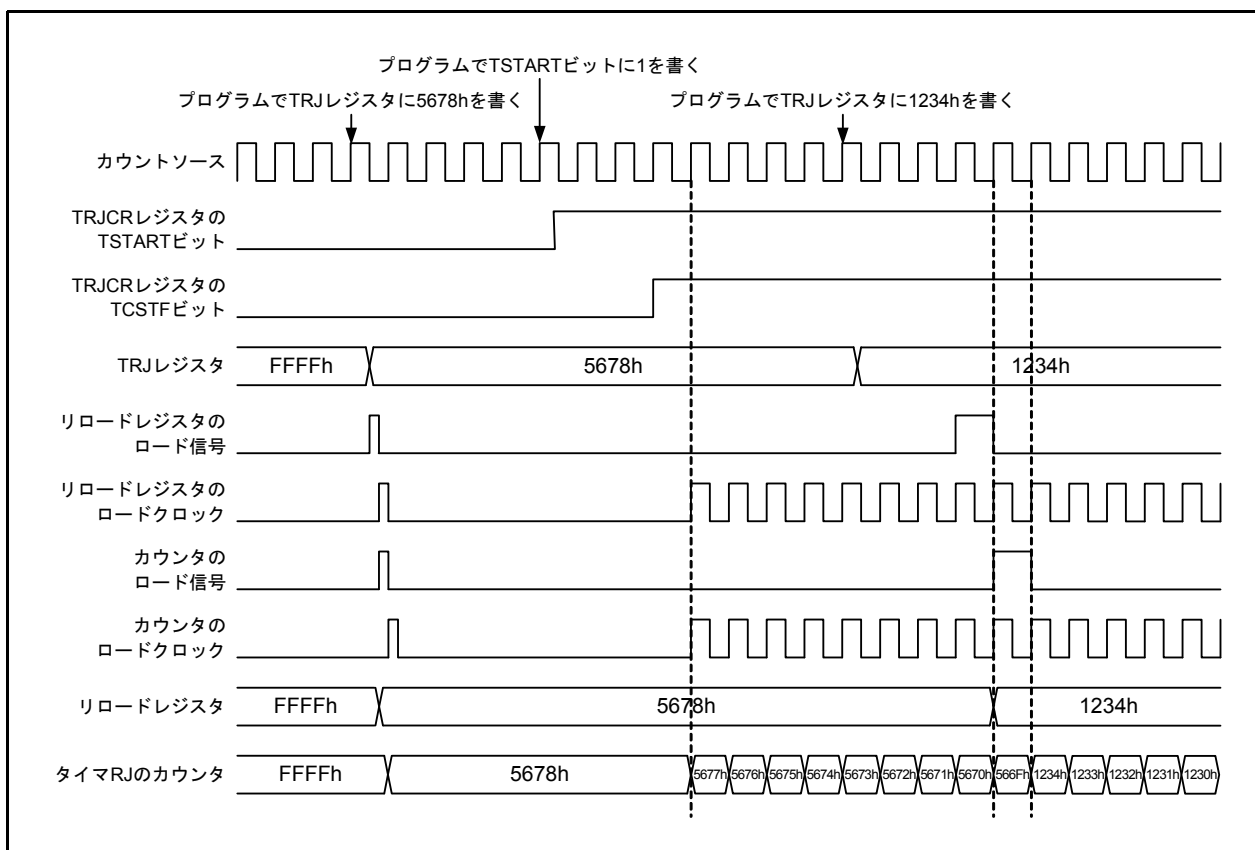 プログラムでTSTARTビットに1を書く
プログラムでTRJレジスタに5678hを書く
プログラムでTRJレジスタに1234hを書く
カウントソース
TRJCRレジスタの
TSTARTビット
TRJCRレジスタの
TCSTFビット
TRJレジスタ
FFFFh
5678h
1234h
リロードレジスタの
ロード信号
リロードレジスタの
ロードクロック
カウンタの
ロード信号
カウンタの
ロードクロック
リロードレジスタ
FFFFh
5678h
1234h
タイマRJのカウンタ
FFFFh
5678h
5677h
5676h
5675h
5674h
5673h
5672h
5671h
5670h
566Fh
1234h
1233h
1232h
1231h
1230h